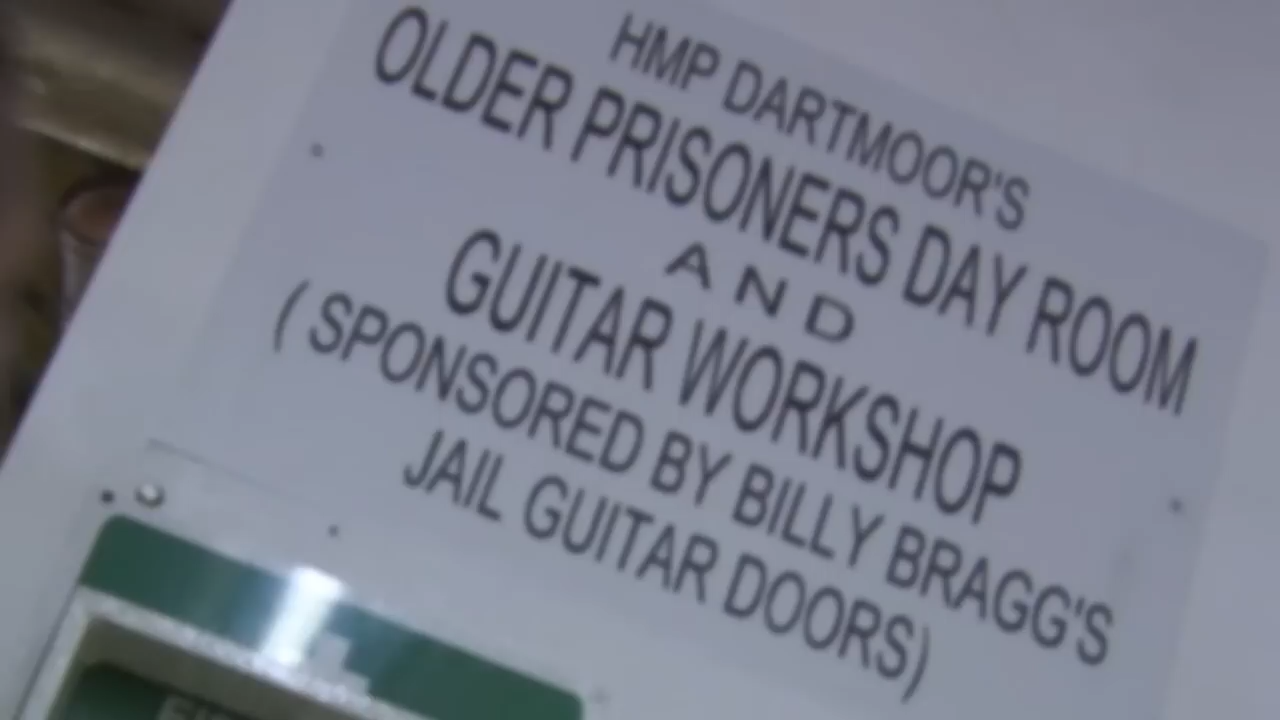 HMP DARTMOOR'S
OLDER PRISONERS DAY ROOM
AND
GUITAR WORKSHOP
( SPONSORED BY BILLY BRAGG'S
JAIL GUITAR DOORS)